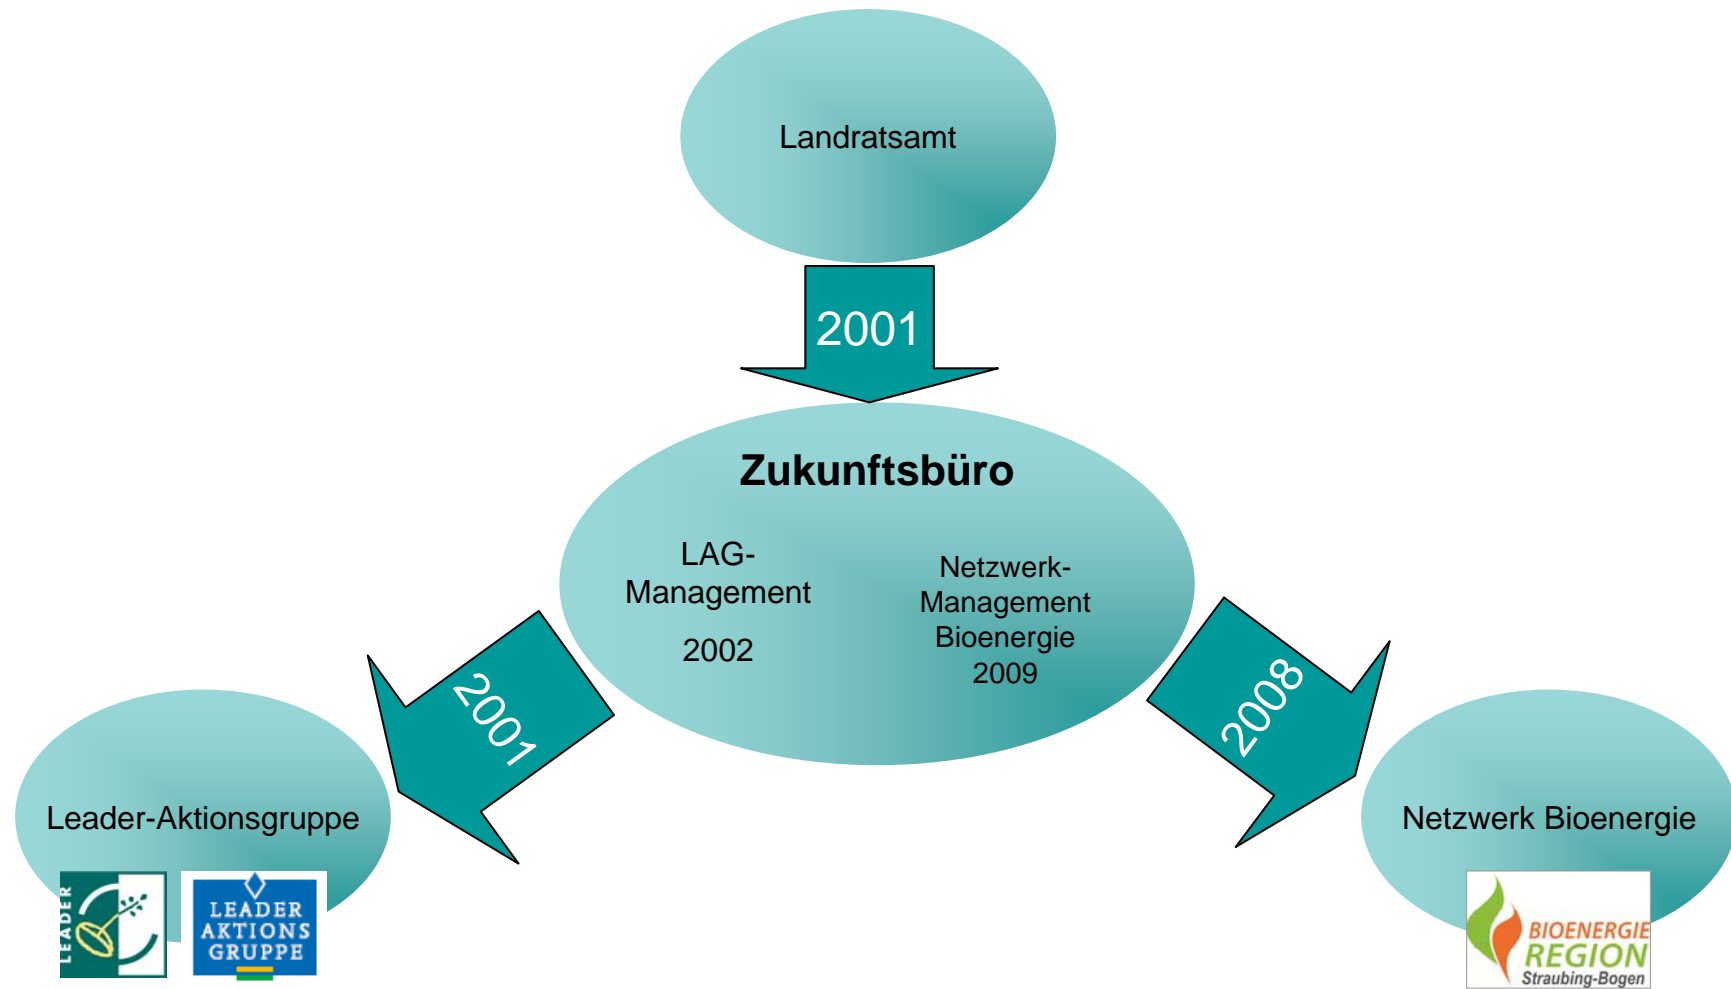 Landratsamt
2001
Zukunftsbüro
LAG-
Management
2002
Netzwerk-
Management
Bioenergie
2009
2001
2008
Leader-Aktionsgruppe
LEADER
LEADER
AKTIONS
GRUPPE
Netzwerk Bioenergie
BIOENERGIE
REGION
Straubing-Bogen